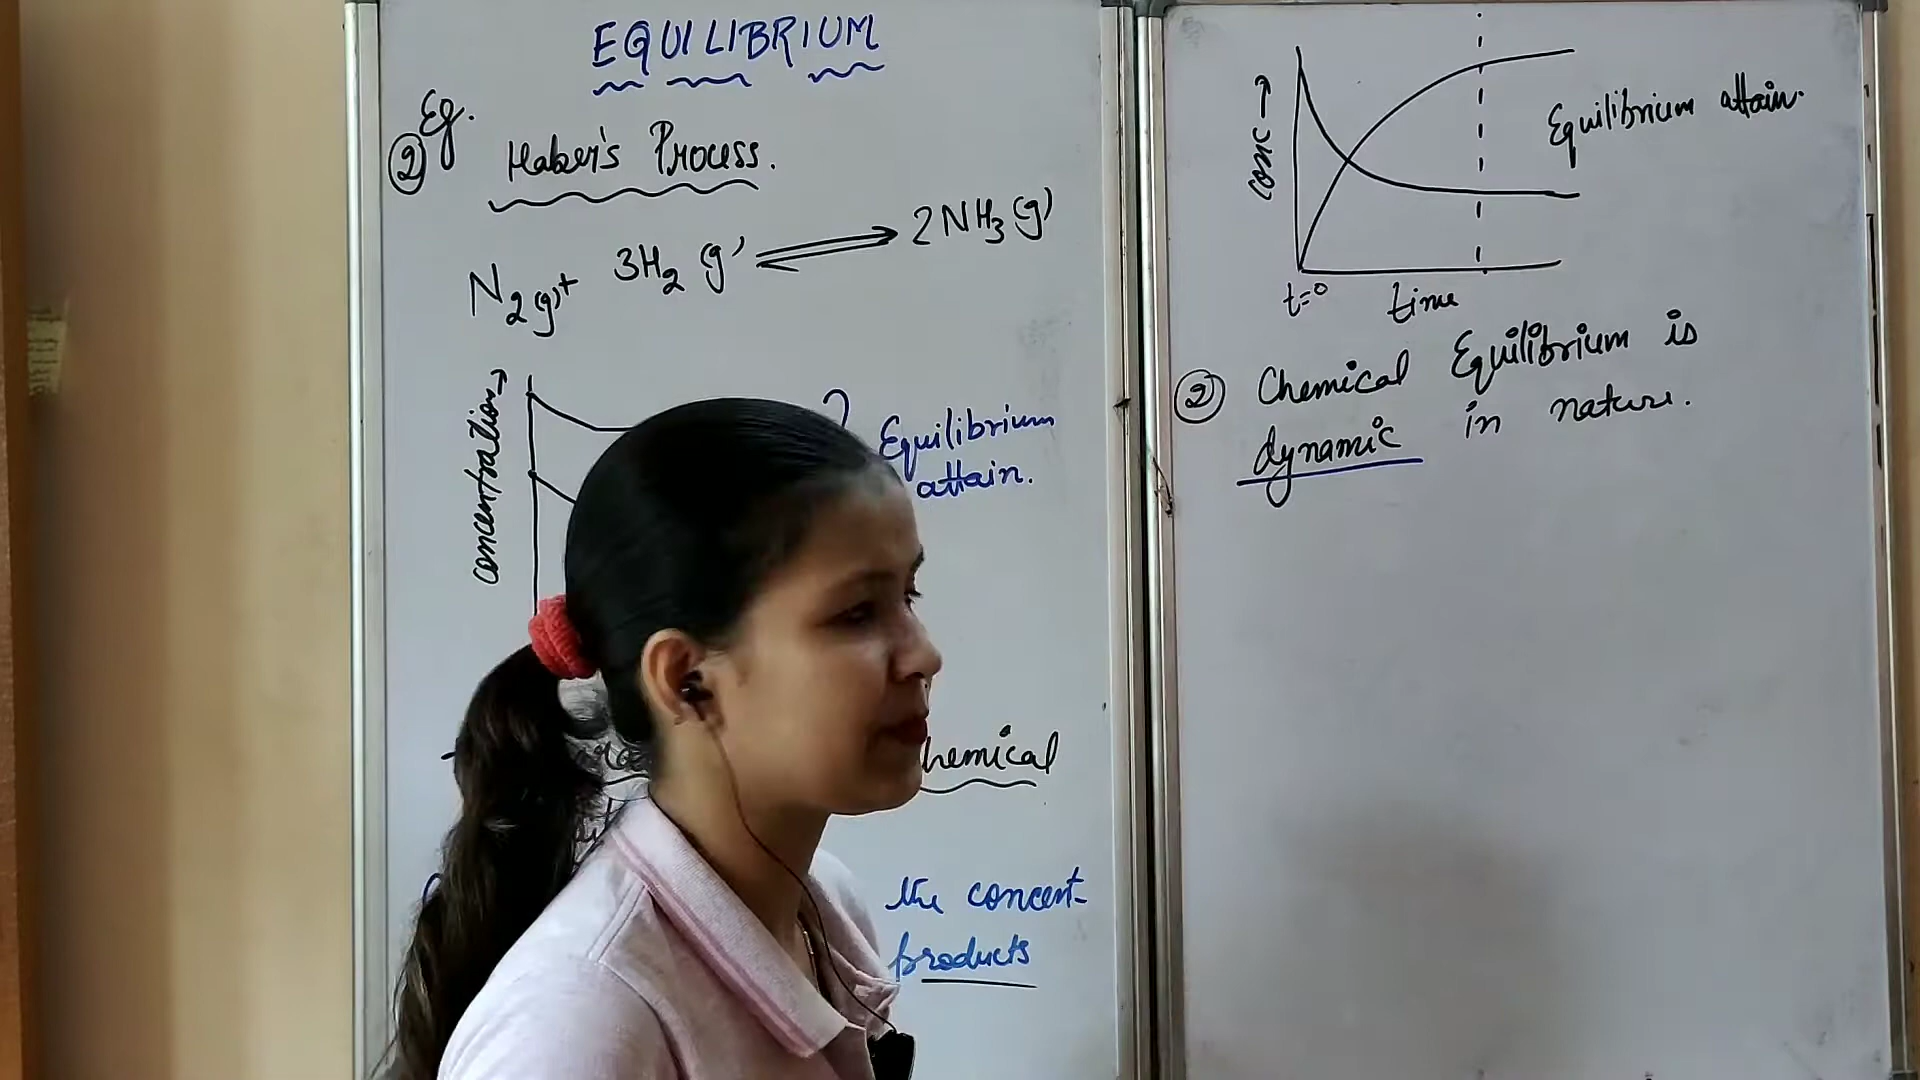 EQUILIBRIUM
Eg.
② Haber's Process.
N₂(g) + 3H₂(g) ⇌ 2NH₃(g)
concentration →
Equilibrium
attain.
hemical
the concent-
products
conc →
Equilibrium attain.
t=0 time
② Chemical Equilibrium is
dynamic in nature.